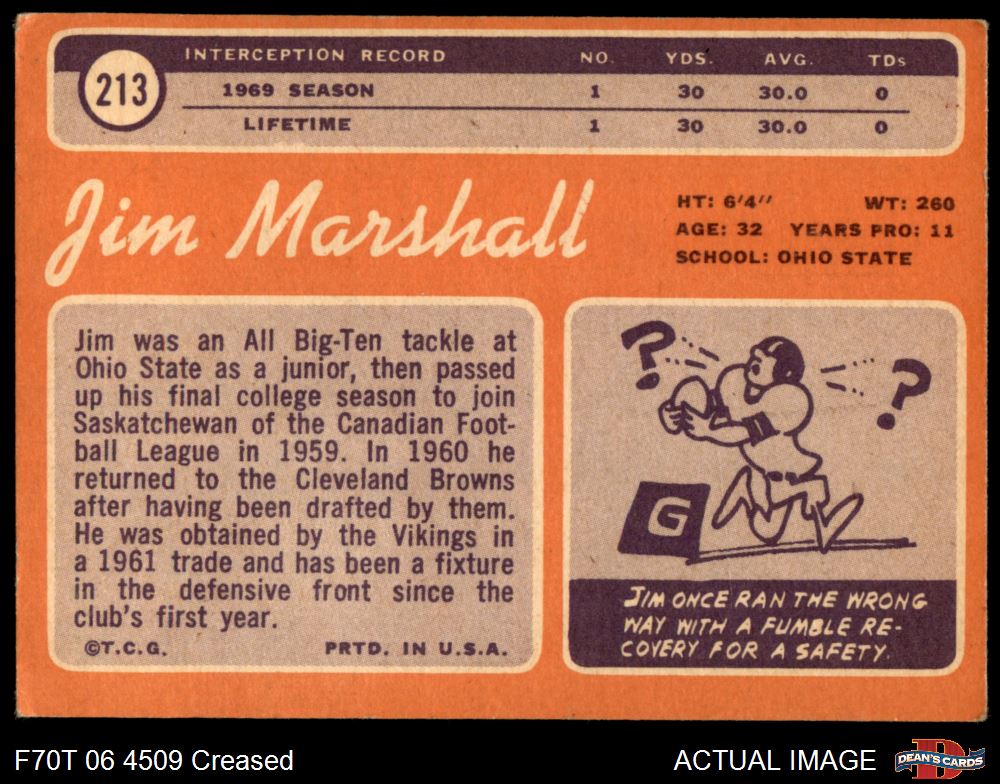 213
INTERCEPTION RECORD NO. YDS. AVG. TDs
1969 SEASON 1 30 30.0 0
LIFETIME 1 30 30.0 0
Jim Marshall
HT: 6'4'' WT: 260
AGE: 32 YEARS PRO: 11
SCHOOL: OHIO STATE
Jim was an All Big-Ten tackle at
Ohio State as a junior, then passed
up his final college season to join
Saskatchewan of the Canadian Foot-
ball League in 1959. In 1960 he
returned to the Cleveland Browns
after having been drafted by them.
He was obtained by the Vikings in
a 1961 trade and has been a fixture
in the defensive front since the
club's first year.
©T.C.G. PRTD. IN U.S.A.
? ?
G
JIM ONCE RAN THE WRONG
WAY WITH A FUMBLE RE-
COVERY FOR A SAFETY.
F70T 06 4509 Creased
ACTUAL IMAGE
D
DEAN'S CARDS